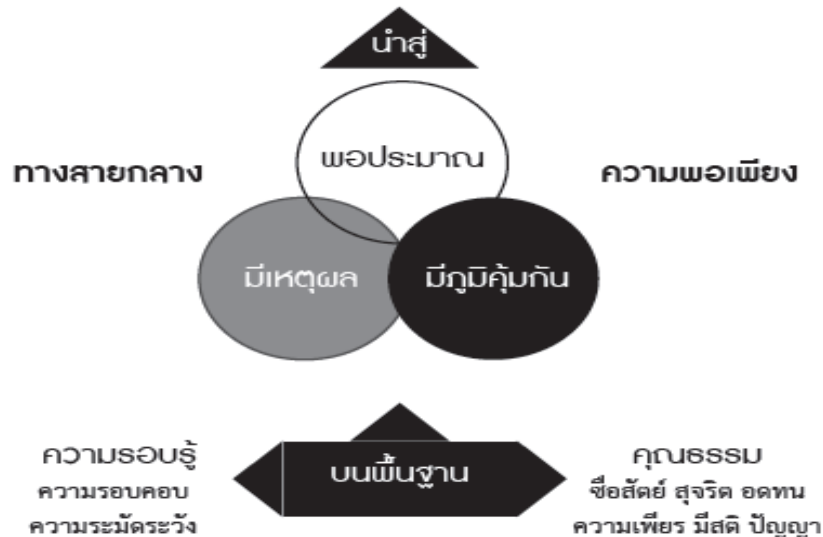 นำสู่
พอประมาณ
ทางสายกลาง
ความพอเพียง
มีเหตุผล
มีภูมิคุ้มกัน
ความรอบรู้
ความรอบคอบ
ความระมัดระวัง
บนพื้นฐาน
คุณธรรม
ซื่อสัตย์ สุจริต อดทน
ความเพียร มีสติ ปัญญา